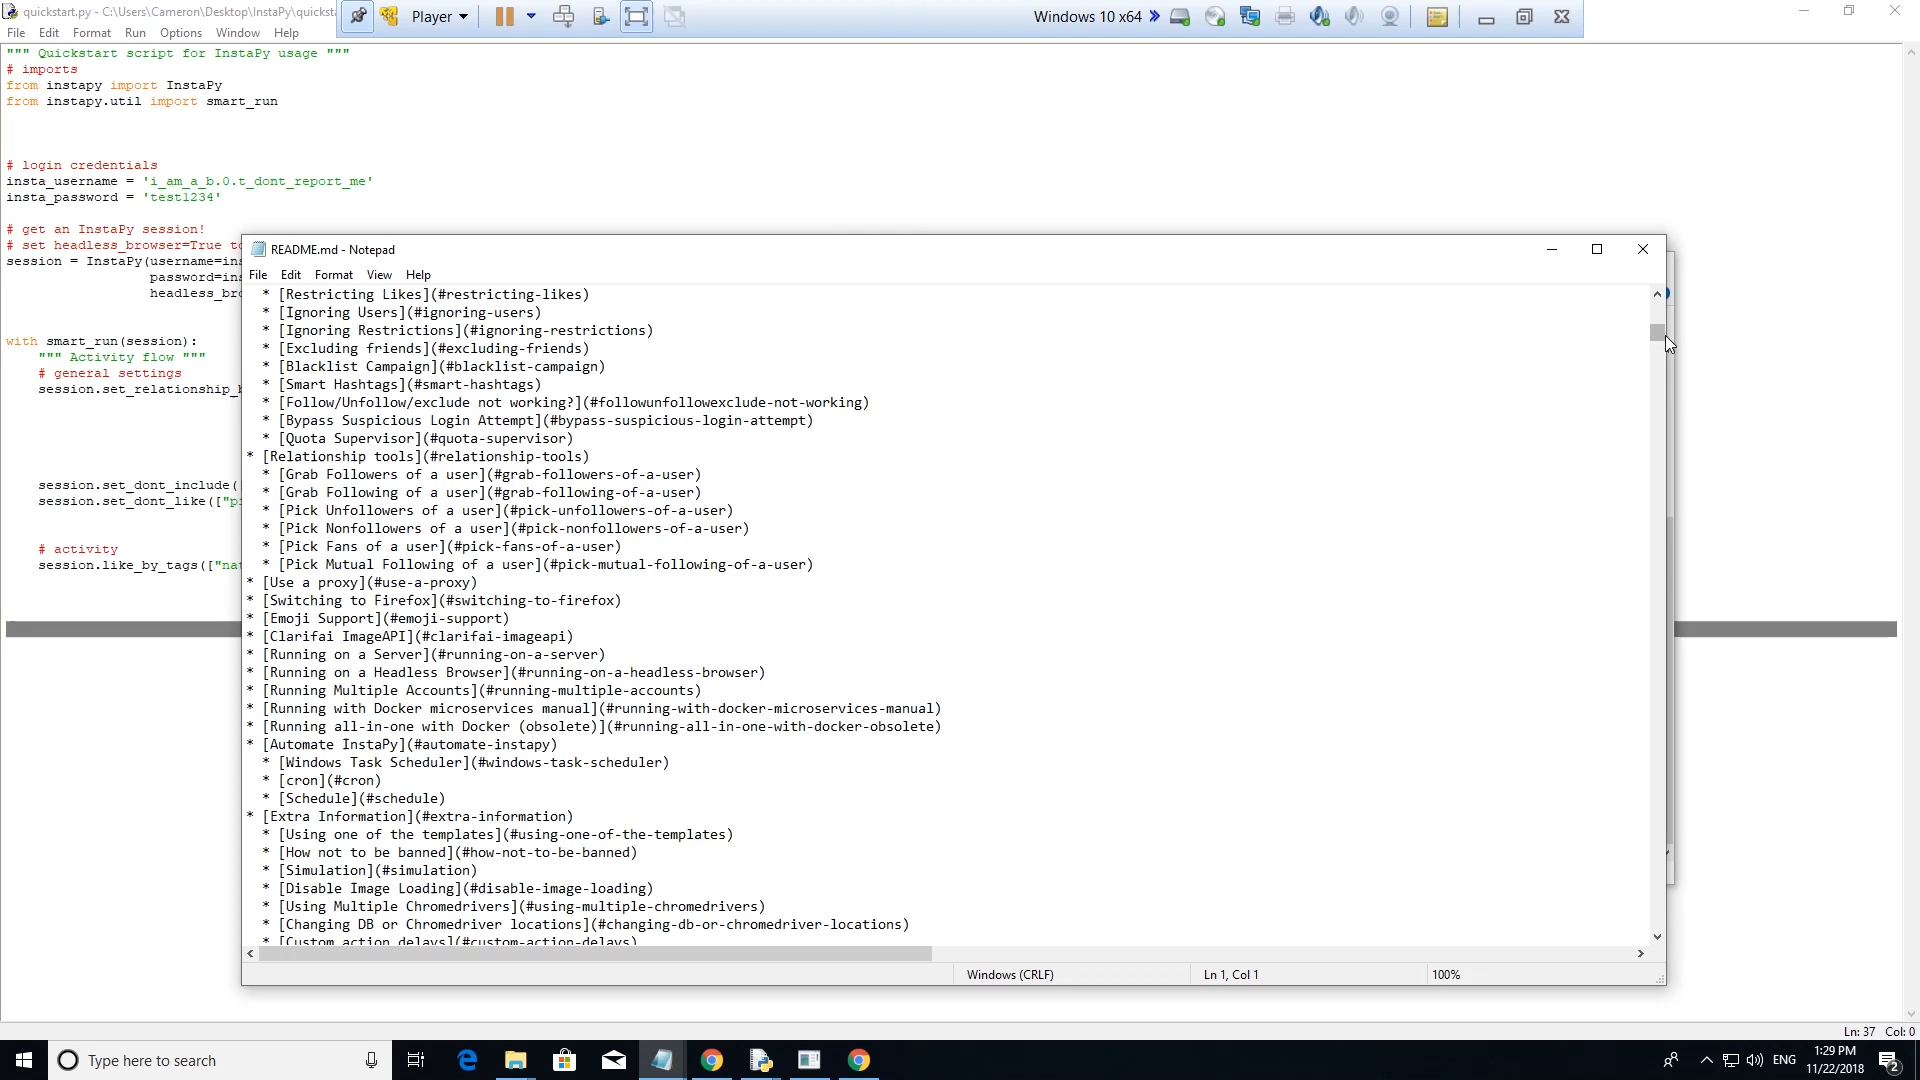 quickstart.py - C:\Users\Cameron\Desktop\InstaPy\quicksta
Player
Windows 10 x64
File Edit Format Run Options Window Help
""" Quickstart script for InstaPy usage """
# imports
from instapy import InstaPy
from instapy.util import smart_run
# login credentials
insta_username = 'i_am_a_b.0.t_dont_report_me'
insta_password = 'test1234'
# get an InstaPy session!
# set headless_browser=True to
session = InstaPy(username=ins
password=ins
headless_bro
with smart_run(session):
""" Activity flow """
# general settings
session.set_relationship_b
session.set_dont_include(
session.set_dont_like(["pi
# activity
session.like_by_tags(["nat
README.md - Notepad
File Edit Format View Help
* [Restricting Likes](#restricting-likes)
* [Ignoring Users](#ignoring-users)
* [Ignoring Restrictions](#ignoring-restrictions)
* [Excluding friends](#excluding-friends)
* [Blacklist Campaign](#blacklist-campaign)
* [Smart Hashtags](#smart-hashtags)
* [Follow/Unfollow/exclude not working?](#followunfollowexclude-not-working)
* [Bypass Suspicious Login Attempt](#bypass-suspicious-login-attempt)
* [Quota Supervisor](#quota-supervisor)
* [Relationship tools](#relationship-tools)
* [Grab Followers of a user](#grab-followers-of-a-user)
* [Grab Following of a user](#grab-following-of-a-user)
* [Pick Unfollowers of a user](#pick-unfollowers-of-a-user)
* [Pick Nonfollowers of a user](#pick-nonfollowers-of-a-user)
* [Pick Fans of a user](#pick-fans-of-a-user)
* [Pick Mutual Following of a user](#pick-mutual-following-of-a-user)
* [Use a proxy](#use-a-proxy)
* [Switching to Firefox](#switching-to-firefox)
* [Emoji Support](#emoji-support)
* [Clarifai ImageAPI](#clarifai-imageapi)
* [Running on a Server](#running-on-a-server)
* [Running on a Headless Browser](#running-on-a-headless-browser)
* [Running Multiple Accounts](#running-multiple-accounts)
* [Running with Docker microservices manual](#running-with-docker-microservices-manual)
* [Running all-in-one with Docker (obsolete)](#running-all-in-one-with-docker-obsolete)
* [Automate InstaPy](#automate-instapy)
* [Windows Task Scheduler](#windows-task-scheduler)
* [cron](#cron)
* [Schedule](#schedule)
* [Extra Information](#extra-information)
* [Using one of the templates](#using-one-of-the-templates)
* [How not to be banned](#how-not-to-be-banned)
* [Simulation](#simulation)
* [Disable Image Loading](#disable-image-loading)
* [Using Multiple Chromedrivers](#using-multiple-chromedrivers)
* [Changing DB or Chromedriver locations](#changing-db-or-chromedriver-locations)
* [Custom action delays](#custom-action-delays)
Windows (CRLF) Ln 1, Col 1 100%
Ln: 37 Col: 0
Type here to search
ENG
1:29 PM
11/22/2018
2